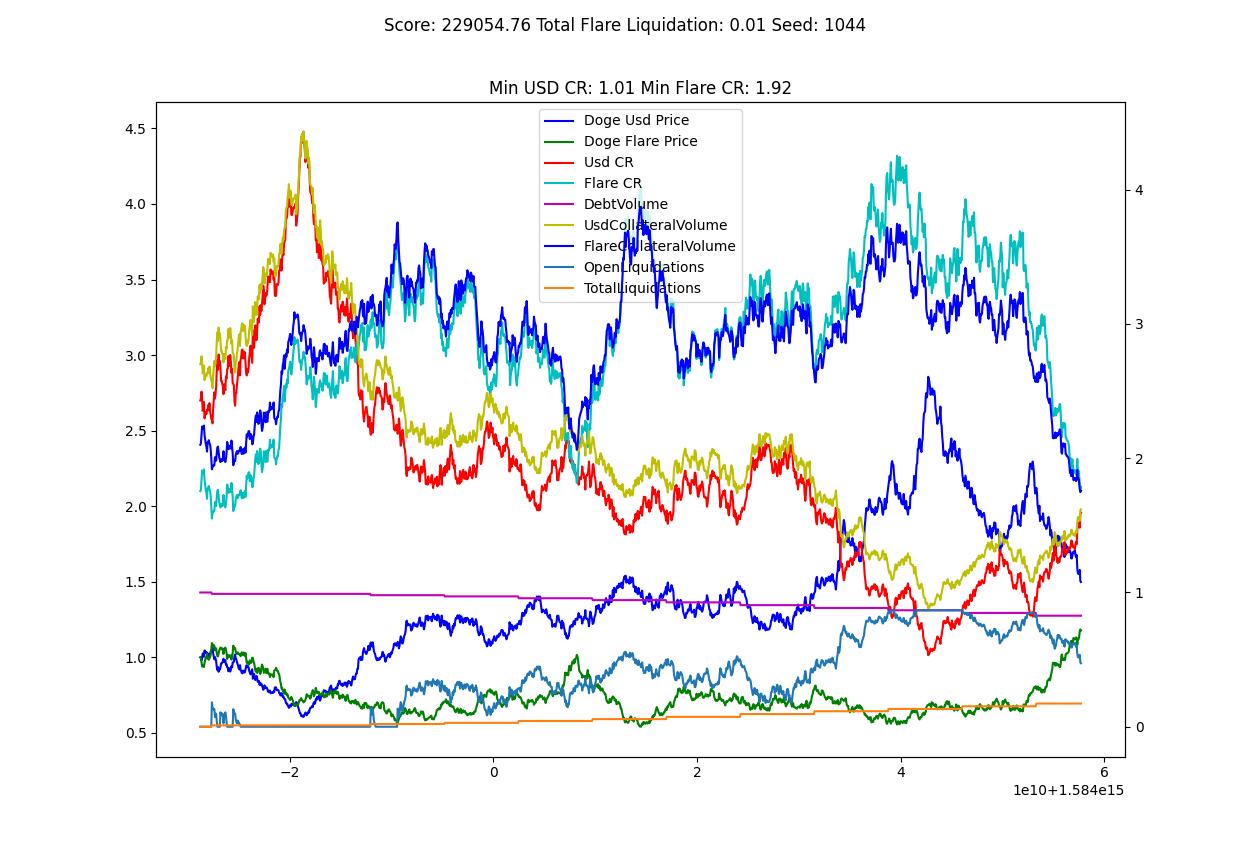 Score: 229054.76 Total Flare Liquidation: 0.01 Seed: 1044
Min USD CR: 1.01 Min Flare CR: 1.92
Doge Usd Price
Doge Flare Price
Usd CR
Flare CR
DebtVolume
UsdCollateralVolume
FlareCollateralVolume
OpenLiquidations
TotalLiquidations
4.5
4.0
3.5
3.0
2.5
2.0
1.5
1.0
0.5
4
3
2
1
0
−2
0
2
4
6
1e10+1.584e15